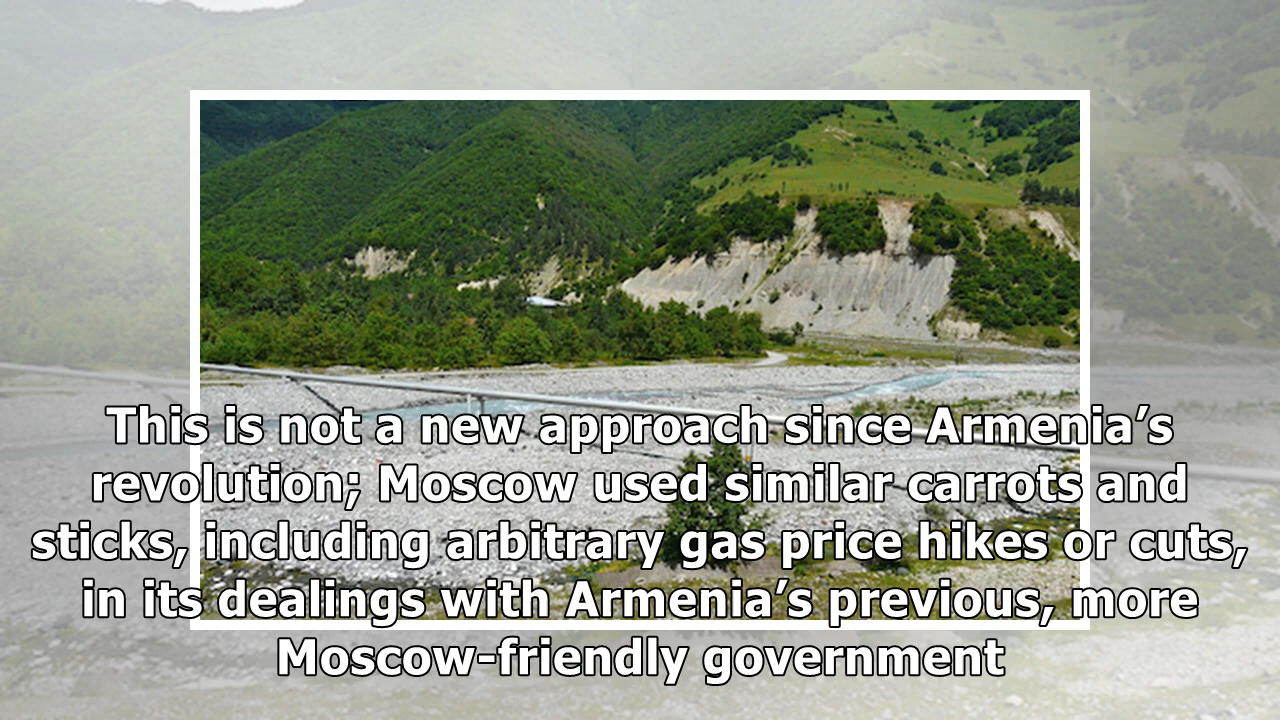 This is not a new approach since Armenia’s
revolution; Moscow used similar carrots and
sticks, including arbitrary gas price hikes or cuts,
in its dealings with Armenia’s previous, more
Moscow-friendly government